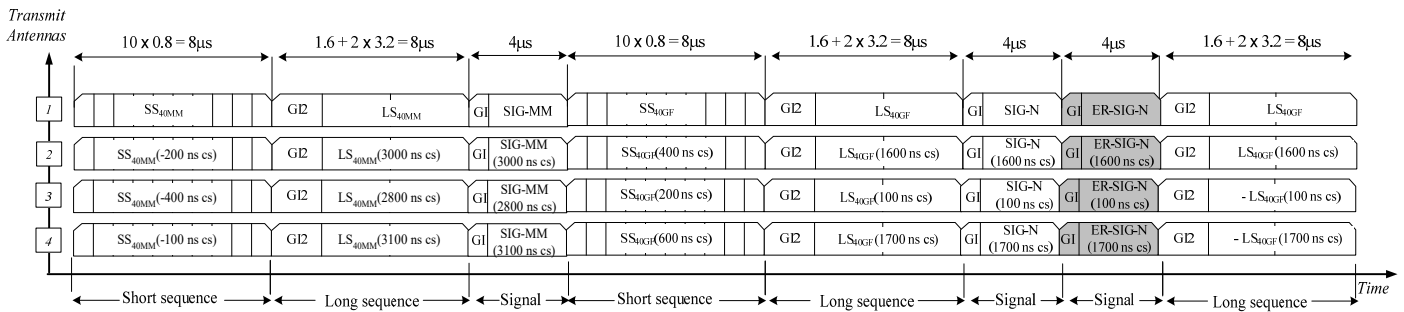 Transmit
Antennas
10 x 0.8 = 8μs
1.6 + 2 x 3.2 = 8μs
4μs
10 x 0.8 = 8μs
1.6 + 2 x 3.2 = 8μs
4μs
4μs
1.6 + 2 x 3.2 = 8μs
1
SS40MM
GI2
LS40MM
GI
SIG-MM
SS40GF
GI2
LS40GF
GI
SIG-N
GI
ER-SIG-N
GI2
LS40GF
2
SS40MM(-200 ns cs)
GI2
LS40MM(3000 ns cs)
GI
SIG-MM
(3000 ns cs)
SS40GF(400 ns cs)
GI2
LS40GF(1600 ns cs)
GI
SIG-N
(1600 ns cs)
GI
ER-SIG-N
(1600 ns cs)
GI2
LS40GF(1600 ns cs)
3
SS40MM(-400 ns cs)
GI2
LS40MM(2800 ns cs)
GI
SIG-MM
(2800 ns cs)
SS40GF(200 ns cs)
GI2
LS40GF(100 ns cs)
GI
SIG-N
(100 ns cs)
GI
ER-SIG-N
(100 ns cs)
GI2
- LS40GF(100 ns cs)
4
SS40MM(-100 ns cs)
GI2
LS40MM(3100 ns cs)
GI
SIG-MM
(3100 ns cs)
SS40GF(600 ns cs)
GI2
LS40GF(1700 ns cs)
GI
SIG-N
(1700 ns cs)
GI
ER-SIG-N
(1700 ns cs)
GI2
- LS40GF(1700 ns cs)
Short sequence
Long sequence
Signal
Short sequence
Long sequence
Signal
Signal
Long sequence
Time